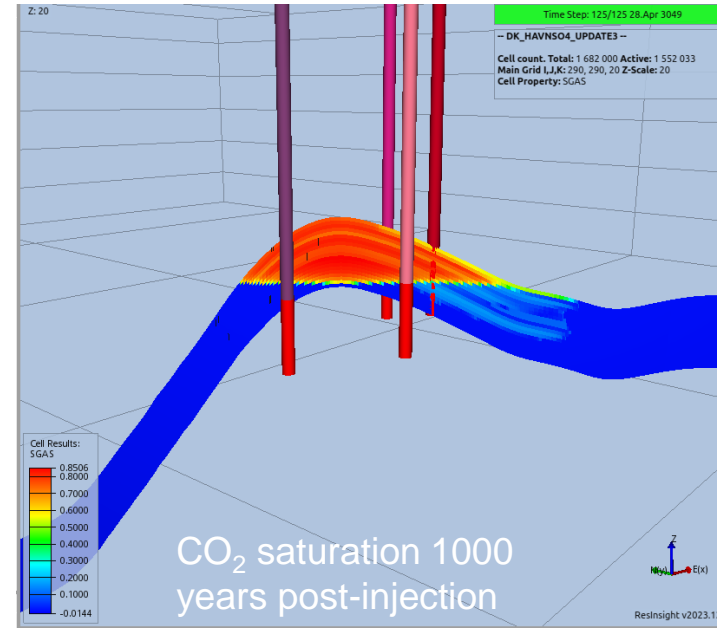 Z: 20
Time Step: 125/125 28.Apr 3049
-- DK_HAVNSO4_UPDATE3 --
Cell count. Total: 1 682 000 Active: 1 552 033
Main Grid I,J,K: 290, 290, 20 Z-Scale: 20
Cell Property: SGAS
Cell Results:
SGAS
0.8506
0.8000
0.7000
0.6000
0.5000
0.4000
0.3000
0.2000
0.1000
-0.0144
CO₂ saturation 1000
years post-injection
Z
E(x)
ResInsight v2023.1